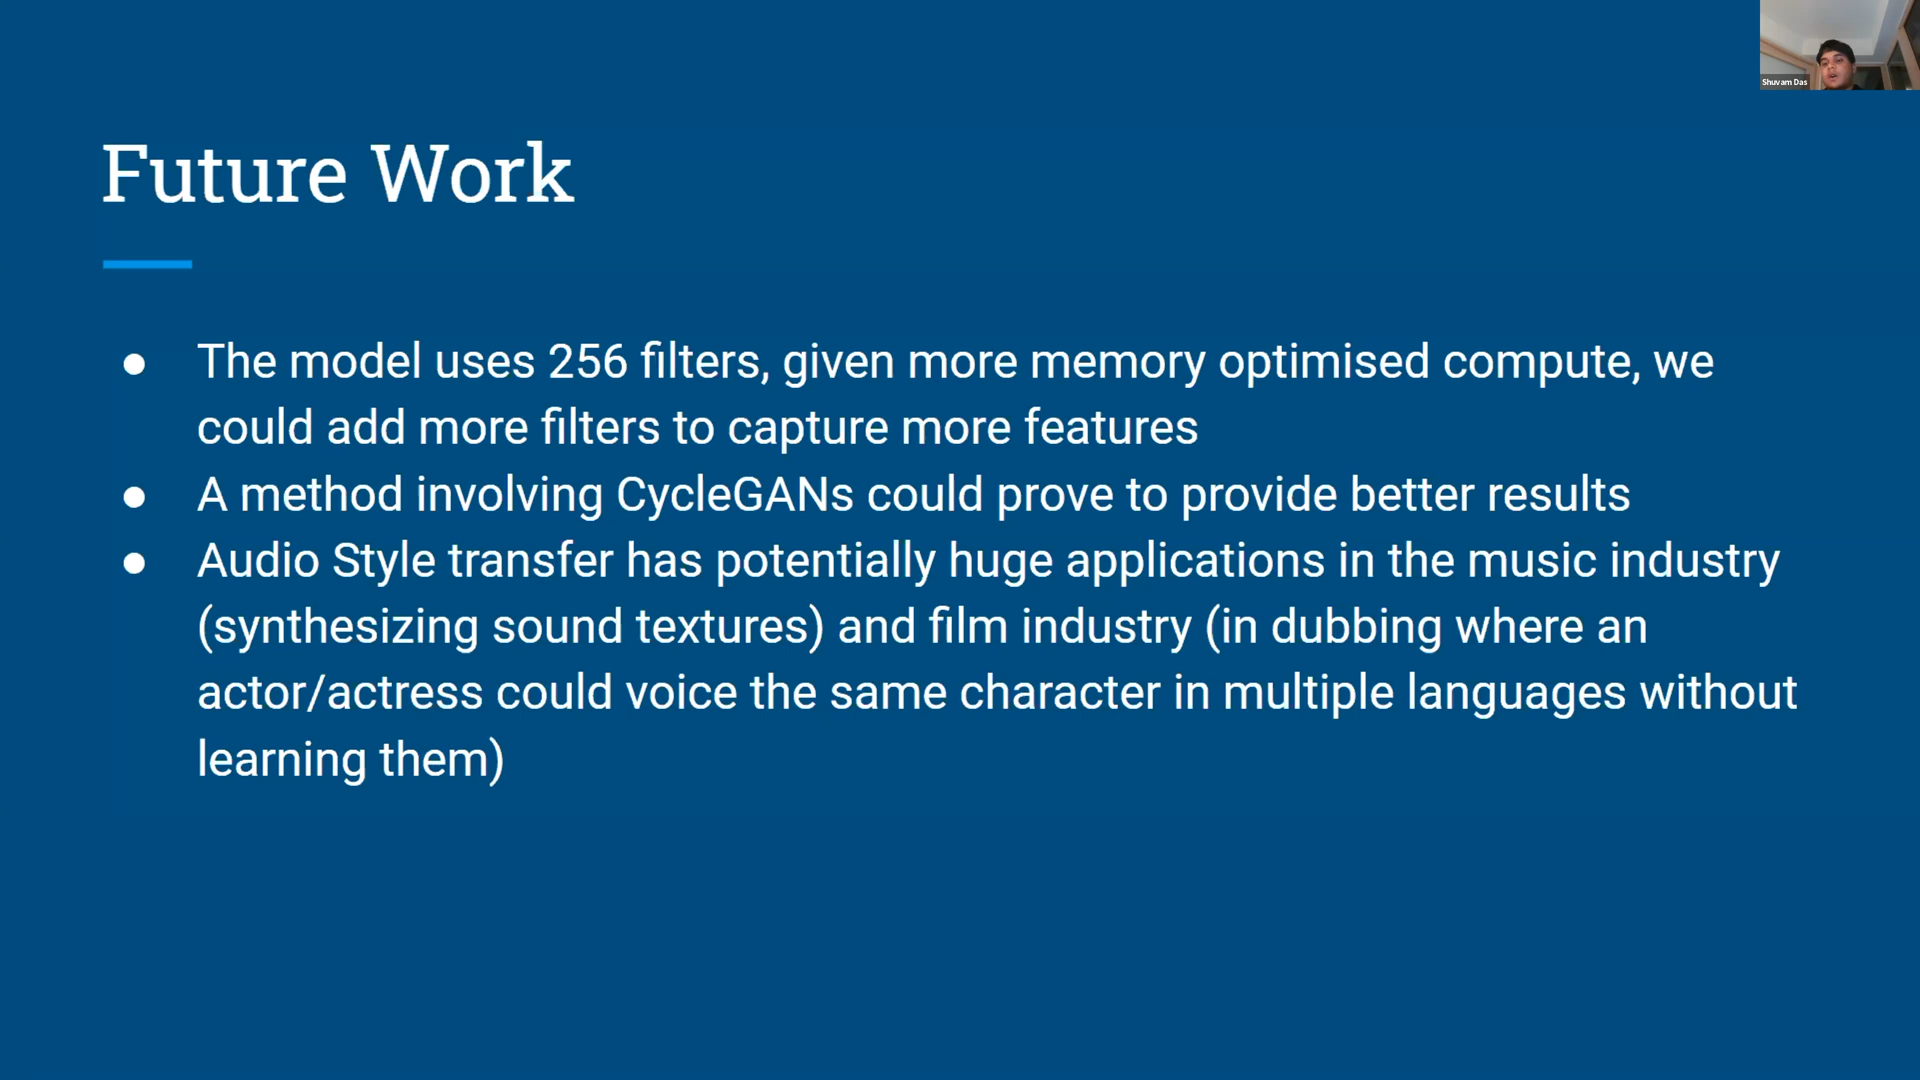 Shuvam Das
Future Work
● The model uses 256 filters, given more memory optimised compute, we
could add more filters to capture more features
● A method involving CycleGANs could prove to provide better results
● Audio Style transfer has potentially huge applications in the music industry
(synthesizing sound textures) and film industry (in dubbing where an
actor/actress could voice the same character in multiple languages without
learning them)